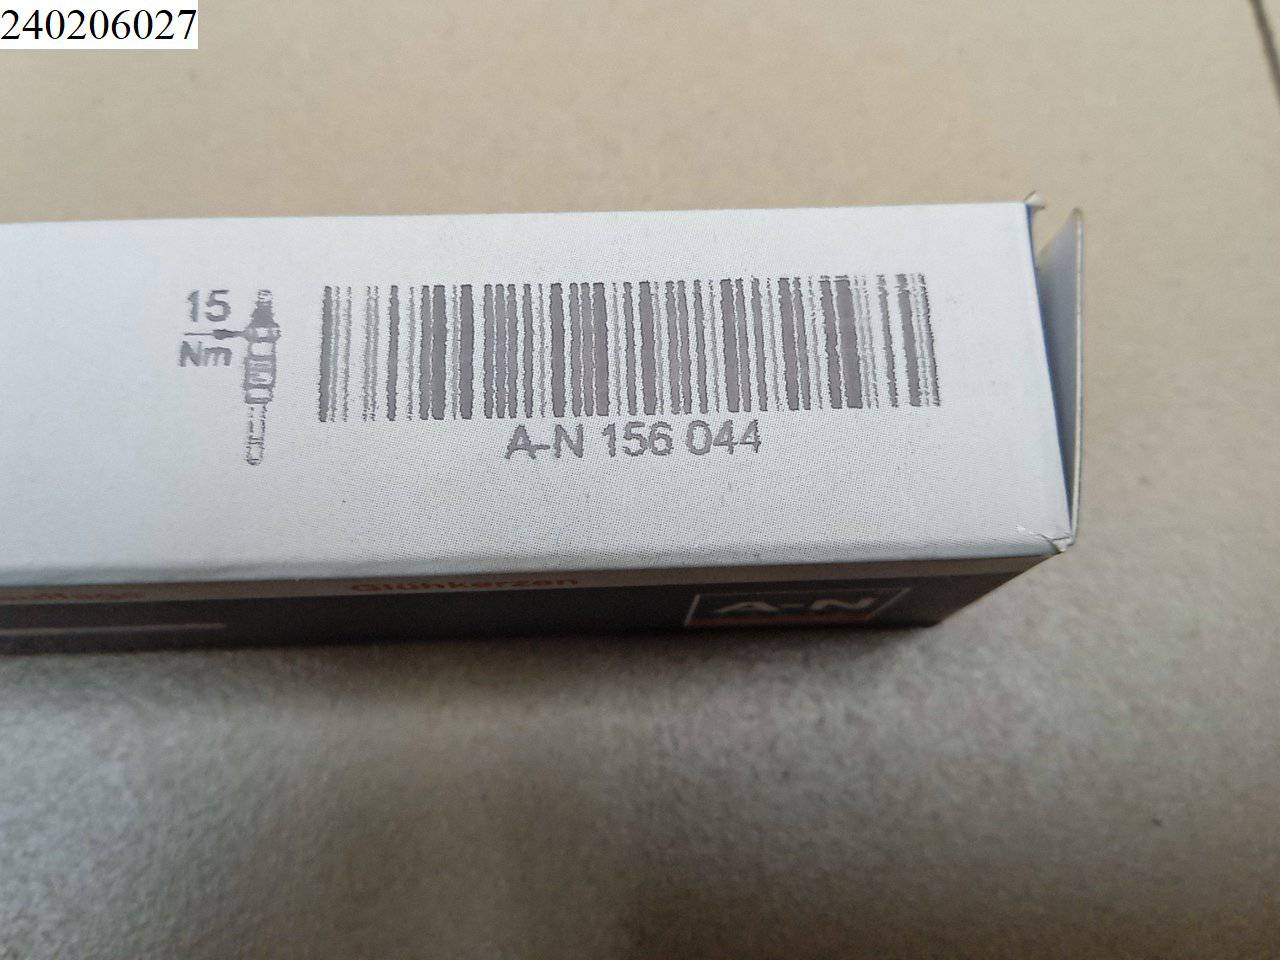 240206027
15
Nm
A-N 156 044
Glühkerzen
A-N